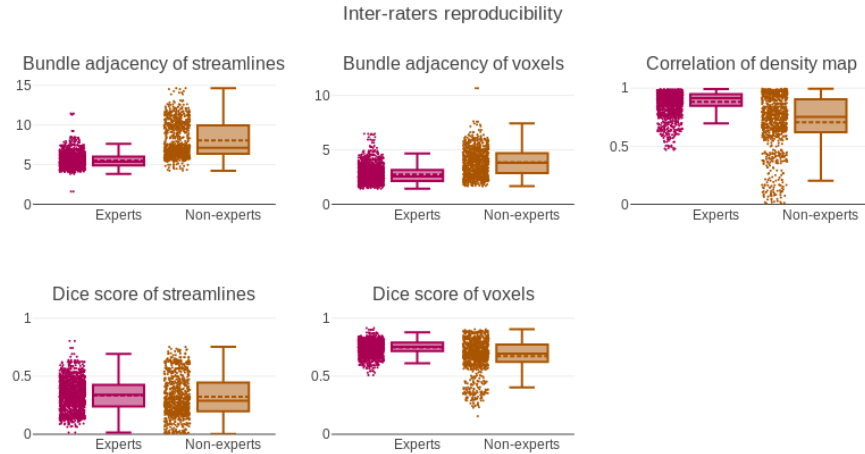 Inter-raters reproducibility
Bundle adjacency of streamlines
15
10
5
0
Experts
Non-experts
Bundle adjacency of voxels
10
5
0
Experts
Non-experts
Correlation of density map
1
0.5
0
Experts
Non-experts
Dice score of streamlines
1
0.5
0
Experts
Non-experts
Dice score of voxels
1
0.5
0
Experts
Non-experts